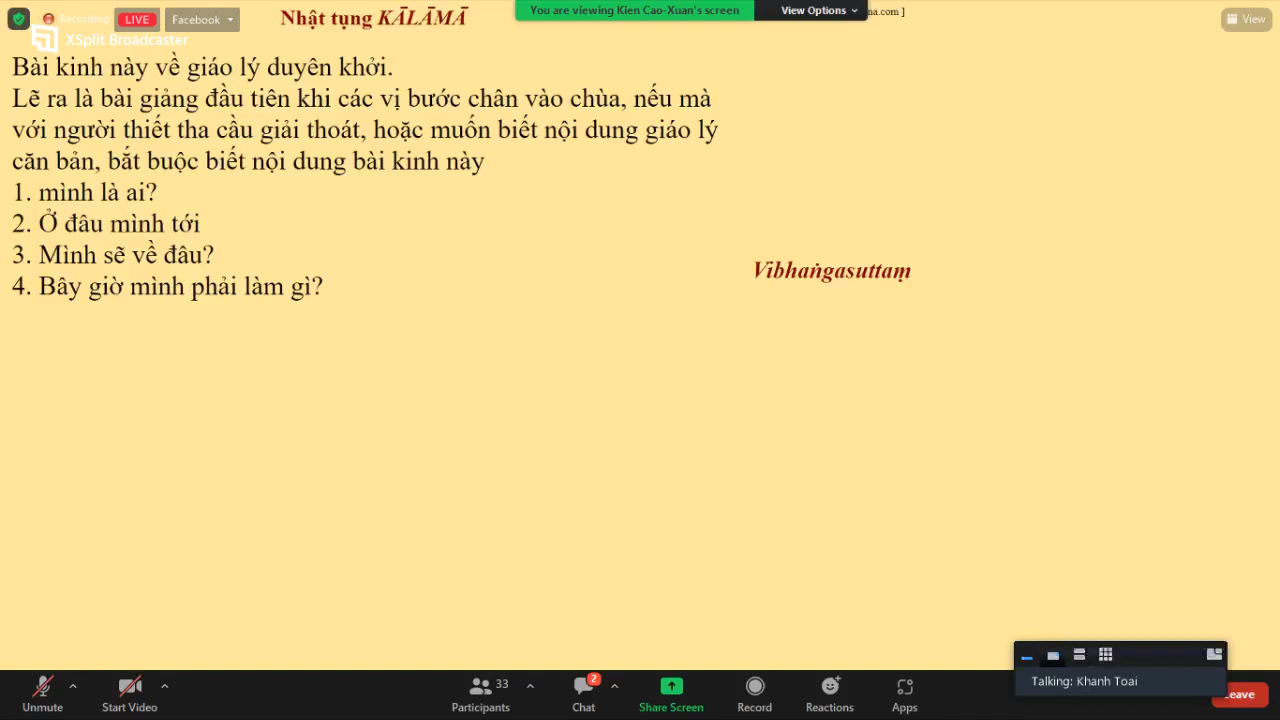 Recording
LIVE
Facebook
Nhật tụng KĀLĀMĀ
You are viewing Kien Cao-Xuan's screen
View Options
na.com ]
View
XSplit Broadcaster
Bài kinh này về giáo lý duyên khởi.
Lẽ ra là bài giảng đầu tiên khi các vị bước chân vào chùa, nếu mà
với người thiết tha cầu giải thoát, hoặc muốn biết nội dung giáo lý
căn bản, bắt buộc biết nội dung bài kinh này
1. mình là ai?
2. Ở đâu mình tới
3. Mình sẽ về đâu?
4. Bây giờ mình phải làm gì?
Vibhaṅgasuttaṃ
Talking: Khanh Toai
33
2
Unmute
Start Video
Participants
Chat
Share Screen
Record
Reactions
Apps
eave